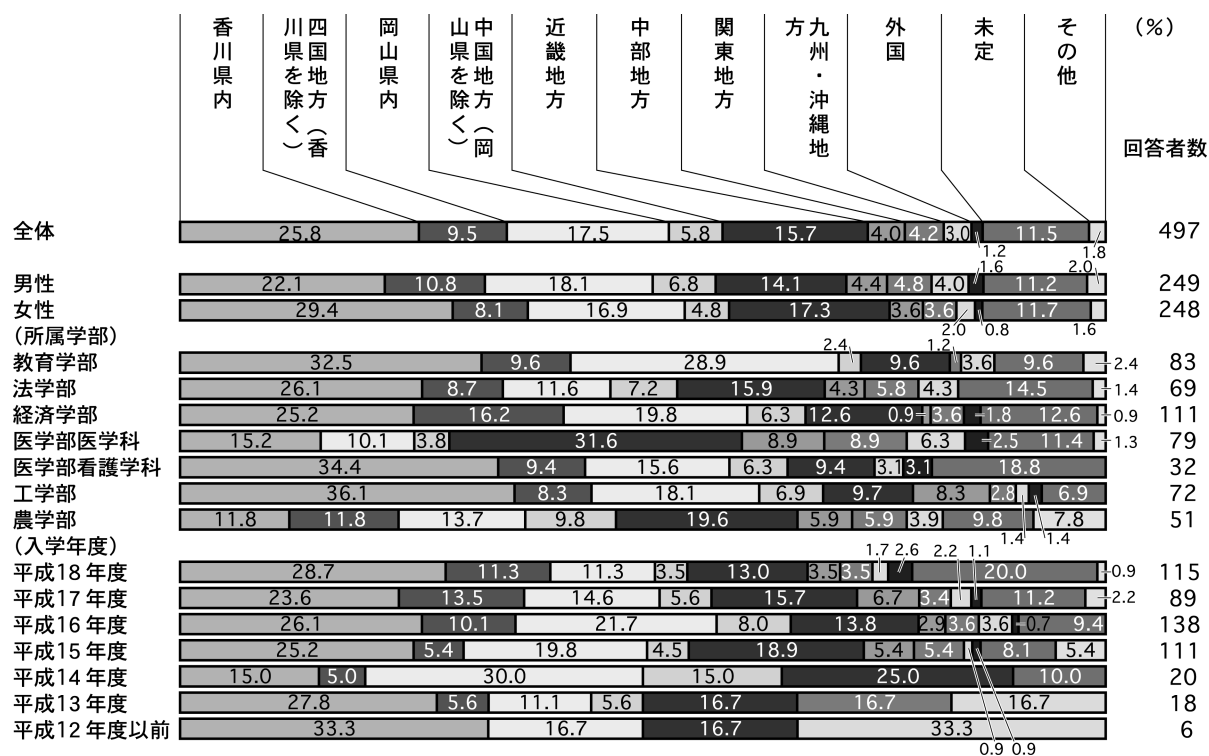 香川県内
四国地方（香川県を除く）
岡山県内
中国地方（岡山県を除く）
近畿地方
中部地方
関東地方
九州・沖縄地方
外国
未定
その他
（％）
回答者数
全体 25.8 9.5 17.5 5.8 15.7 4.0 4.2 3.0 1.2 11.5 1.8 497
男性 22.1 10.8 18.1 6.8 14.1 4.4 4.8 4.0 1.6 11.2 2.0 249
女性 29.4 8.1 16.9 4.8 17.3 3.6 3.6 2.0 0.8 11.7 1.6 248
（所属学部）
教育学部 32.5 9.6 28.9 2.4 9.6 1.2 3.6 9.6 2.4 83
法学部 26.1 8.7 11.6 7.2 15.9 4.3 5.8 4.3 14.5 1.4 69
経済学部 25.2 16.2 19.8 6.3 12.6 0.9 3.6 1.8 12.6 0.9 111
医学部医学科 15.2 10.1 3.8 31.6 8.9 8.9 6.3 2.5 11.4 1.3 79
医学部看護学科 34.4 9.4 15.6 6.3 9.4 3.1 3.1 18.8 32
工学部 36.1 8.3 18.1 6.9 9.7 8.3 2.8 1.4 1.4 6.9 72
農学部 11.8 11.8 13.7 9.8 19.6 5.9 5.9 3.9 9.8 7.8 51
（入学年度）
平成18年度 28.7 11.3 11.3 3.5 13.0 3.5 3.5 1.7 2.6 20.0 0.9 115
平成17年度 23.6 13.5 14.6 5.6 15.7 6.7 3.4 2.2 1.1 11.2 2.2 89
平成16年度 26.1 10.1 21.7 8.0 13.8 2.9 3.6 3.6 0.7 9.4 138
平成15年度 25.2 5.4 19.8 4.5 18.9 5.4 5.4 0.9 0.9 8.1 5.4 111
平成14年度 15.0 5.0 30.0 15.0 25.0 10.0 20
平成13年度 27.8 5.6 11.1 5.6 16.7 16.7 16.7 18
平成12年度以前 33.3 16.7 16.7 33.3 6